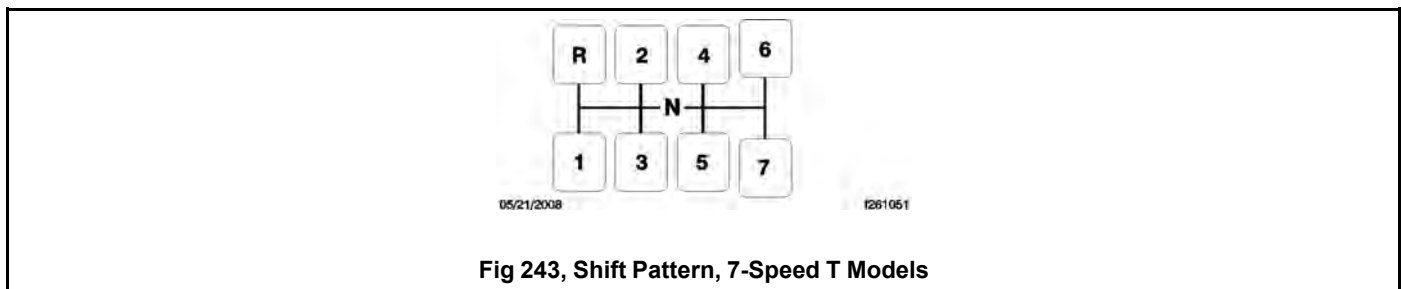 R 2 4 6
N
1 3 5 7
05/21/2008 f261051
Fig 243, Shift Pattern, 7-Speed T Models